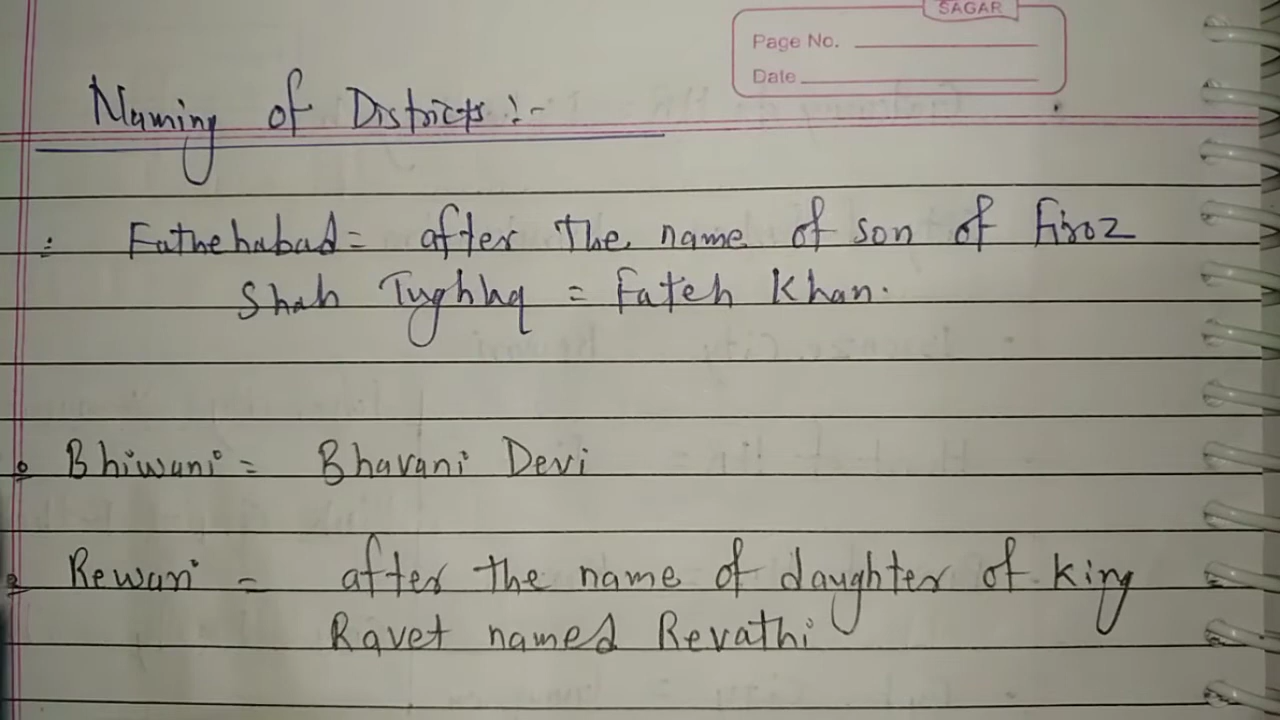 SAGAR
Page No.
Date
Naming of Districts :-
Fathehabad = after the name of son of Firoz
Shah Tughlaq = Fateh Khan.
Bhiwani = Bhavani Devi
Rewari = after the name of daughter of king
Ravet named Revathi